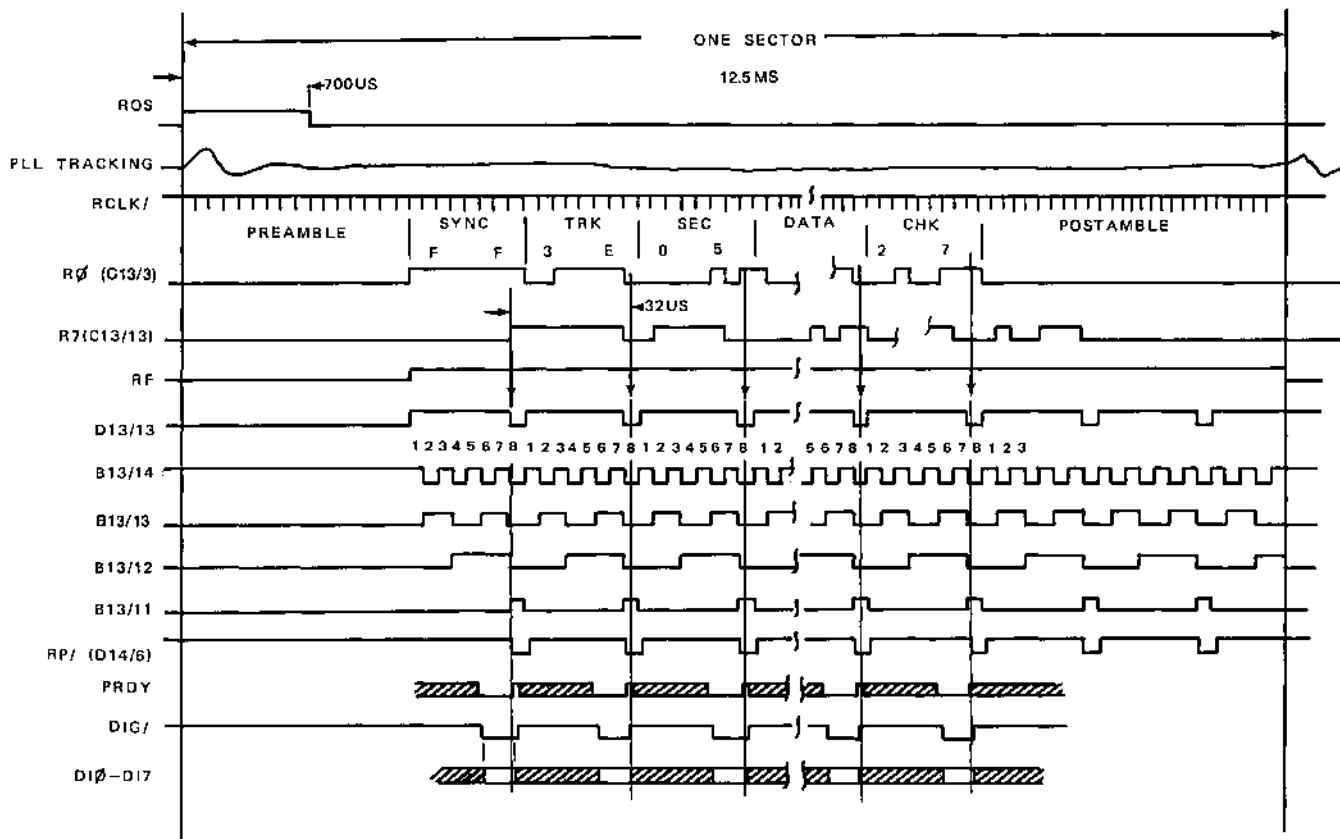 ONE SECTOR
12.5 MS
ROS
700US
PLL TRACKING
RCLK/
PREAMBLE SYNC TRK SEC DATA CHK POSTAMBLE
F F 3 E 0 5 2 7
RØ (C13/3)
32US
R7(C13/13)
RF
D13/13
1 2 3 4 5 6 7 8 1 2 3 4 5 6 7 8 1 2 3 4 5 6 7 8 1 2 5 6 7 8 1 2 3 4 5 6 7 8 1 2 3
B13/14
B13/13
B13/12
B13/11
RP/ (D14/6)
PRDY
DIG/
DIØ-DI7